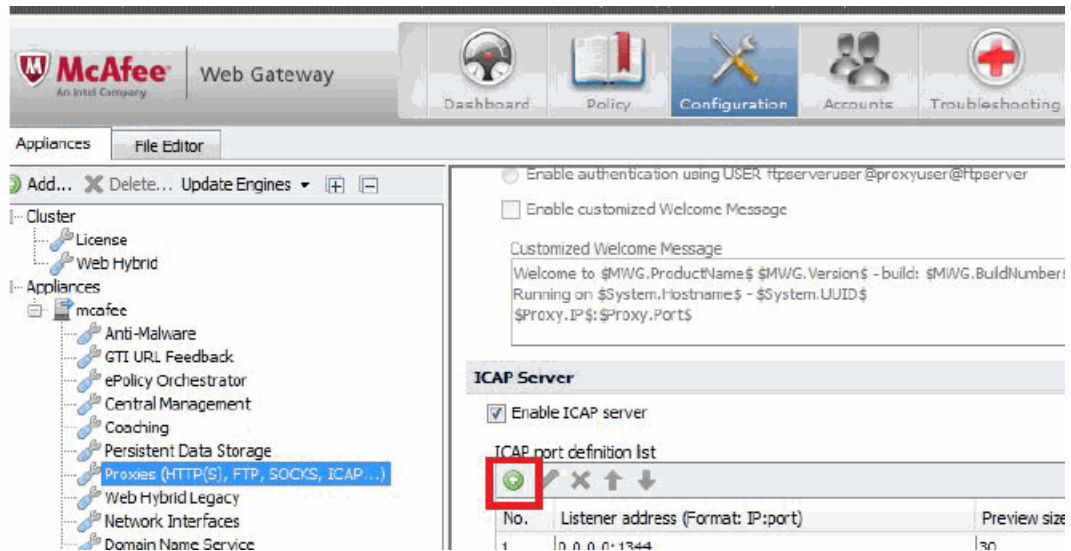 McAfee
An Intel Company
Web Gateway
Dashboard
Policy
Configuration
Accounts
Troubleshooting
Appliances
File Editor
Add... Delete... Update Engines
Cluster
License
Web Hybrid
Appliances
mcafee
Anti-Malware
GTI URL Feedback
ePolicy Orchestrator
Central Management
Coaching
Persistent Data Storage
Proxies (HTTP(S), FTP, SOCKS, ICAP...)
Web Hybrid Legacy
Network Interfaces
Domain Name Service
Enable authentication using USER ftpserveruser@proxyuser@ftpserver
Enable customized Welcome Message
Customized Welcome Message
Welcome to $MWG.ProductName$ $MWG.Version$ - build: $MWG.BuildNumber$
Running on $System.Hostname$ - $System.UUID$
$Proxy.IP$:$Proxy.Port$
ICAP Server
Enable ICAP server
ICAP port definition list
No. Listener address (Format: IP:port) Preview size
1 0.0.0.0:1344 30